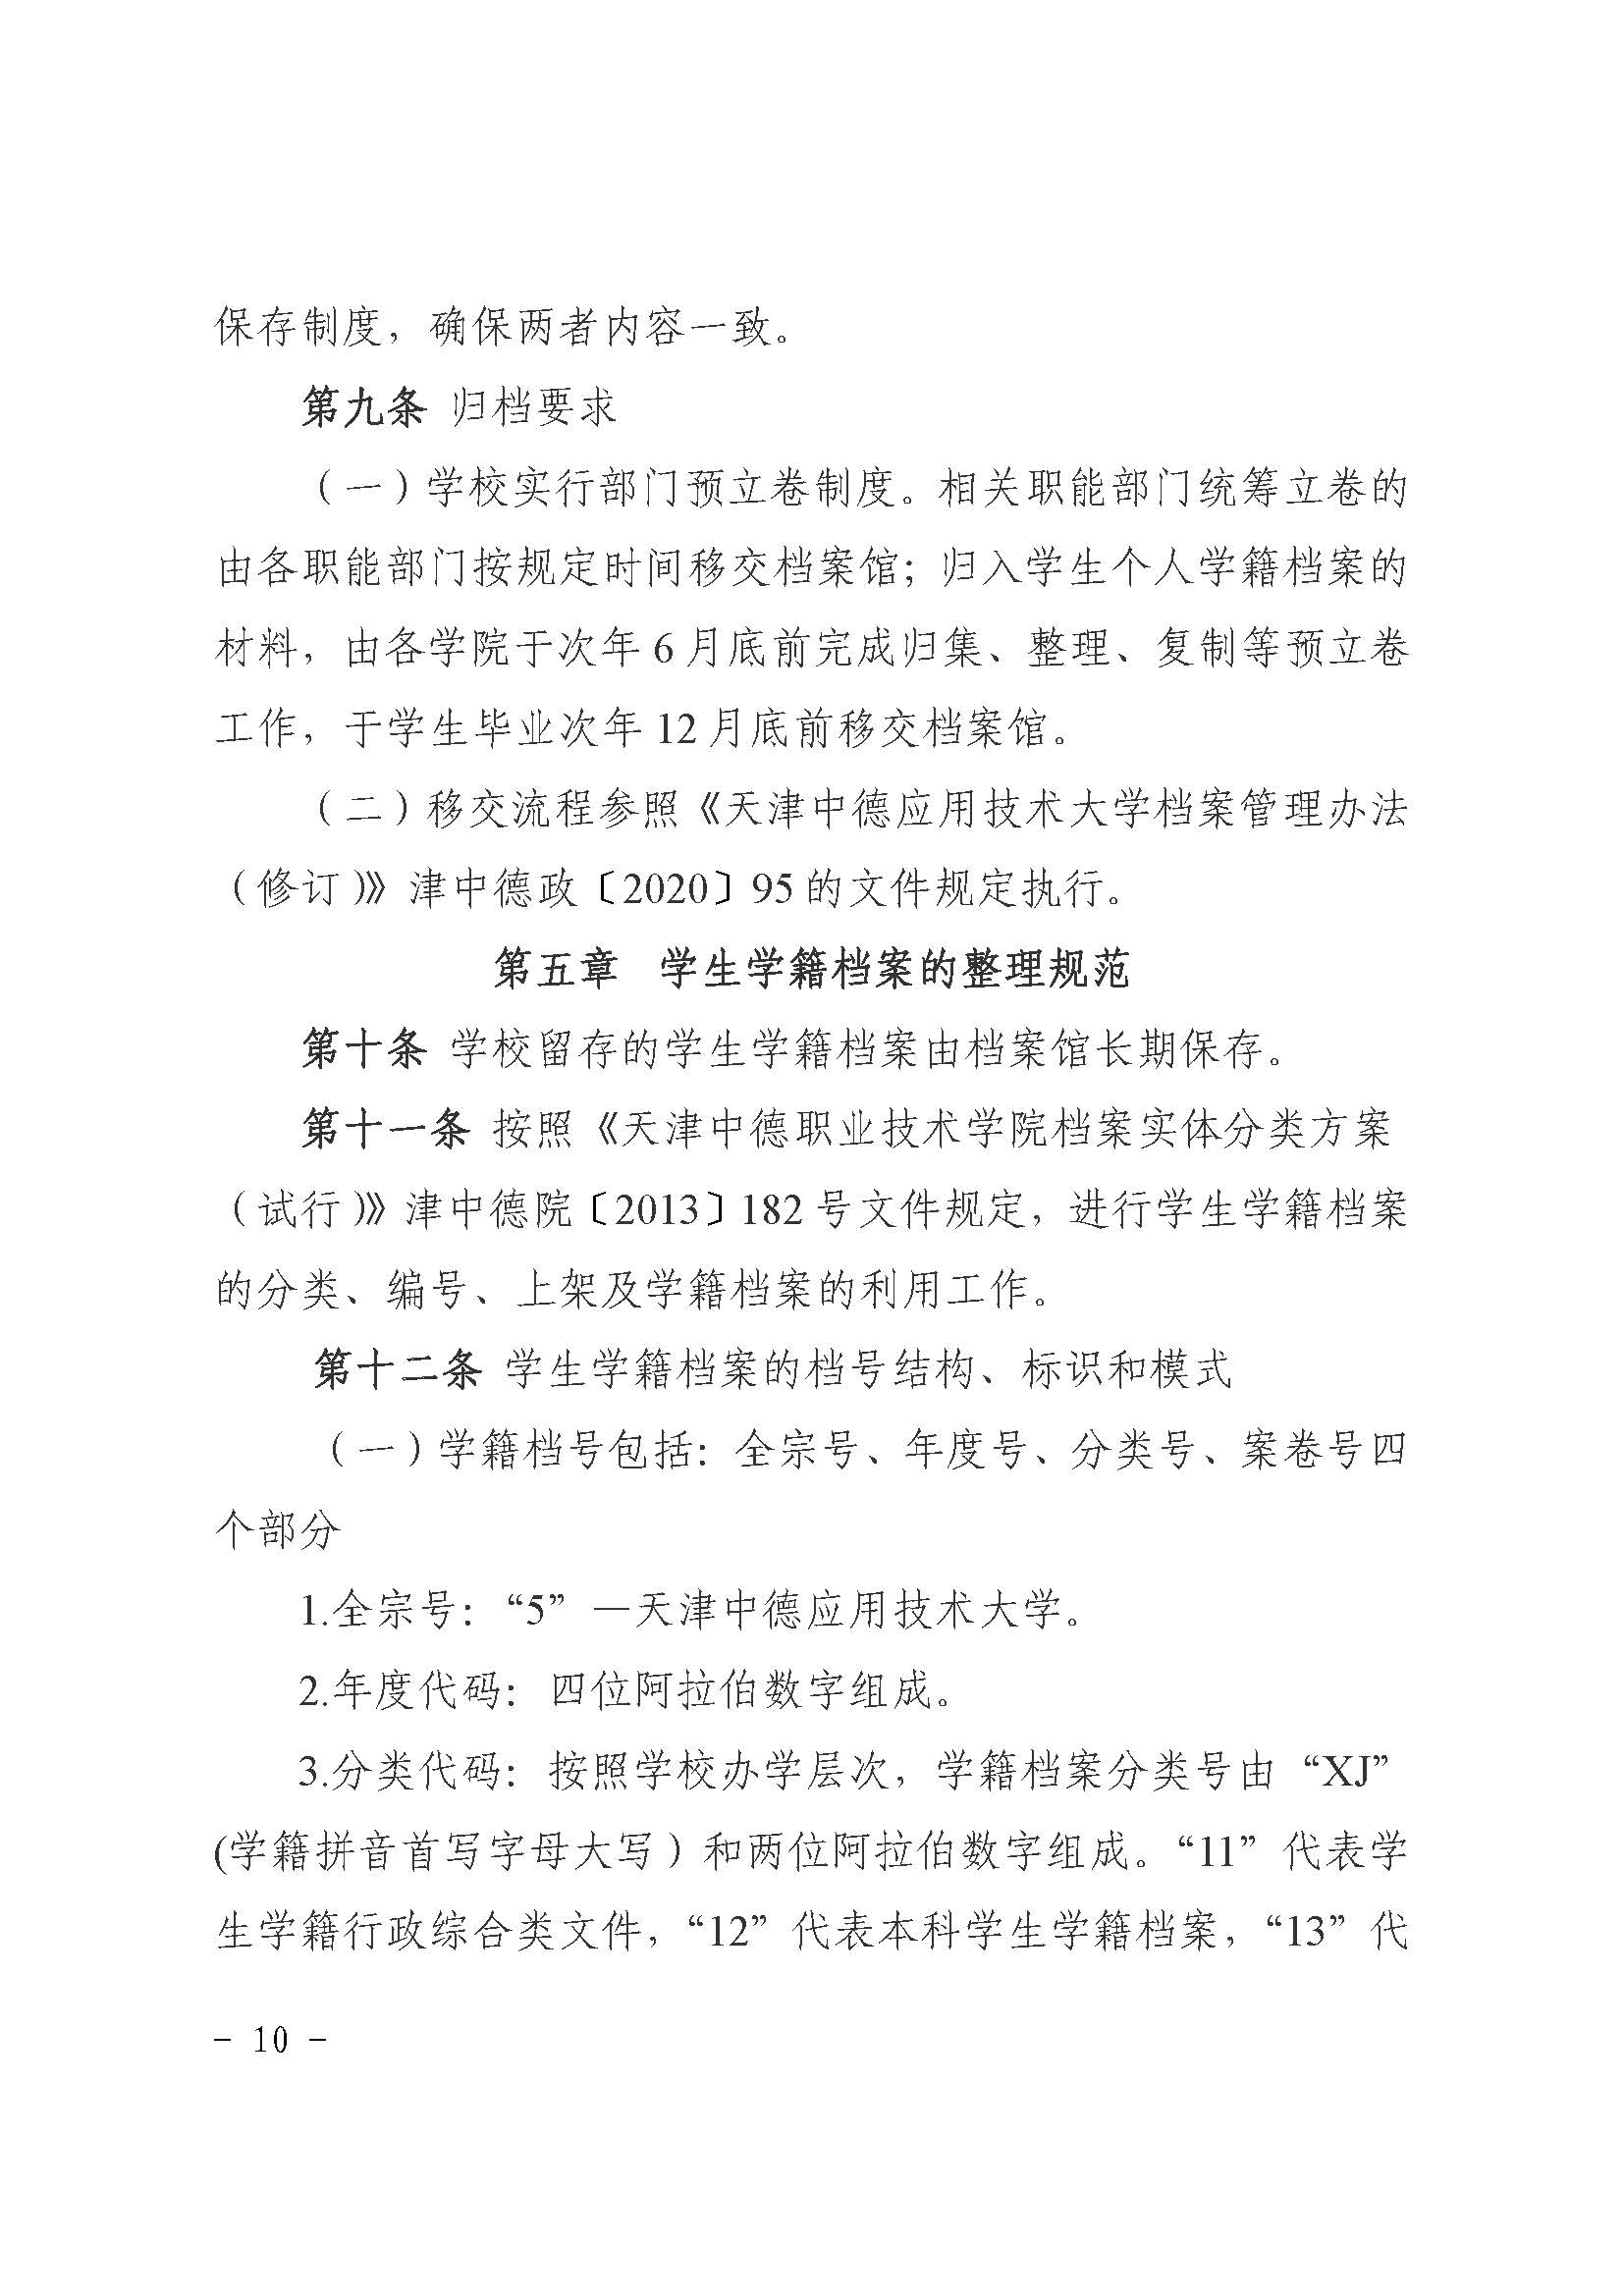 保存制度，确保两者内容一致。
第九条 归档要求
（一）学校实行部门预立卷制度。相关职能部门统筹立卷的
由各职能部门按规定时间移交档案馆；归入学生个人学籍档案的
材料，由各学院于次年 6 月底前完成归集、整理、复制等预立卷
工作，于学生毕业次年 12 月底前移交档案馆。
（二）移交流程参照《天津中德应用技术大学档案管理办法
（修订）》津中德政〔2020〕95 的文件规定执行。
第五章 学生学籍档案的整理规范
第十条 学校留存的学生学籍档案由档案馆长期保存。
第十一条 按照《天津中德职业技术学院档案实体分类方案
（试行）》津中德院〔2013〕182 号文件规定，进行学生学籍档案
的分类、编号、上架及学籍档案的利用工作。
第十二条 学生学籍档案的档号结构、标识和模式
（一）学籍档号包括：全宗号、年度号、分类号、案卷号四
个部分
1.全宗号：“5” —天津中德应用技术大学。
2.年度代码：四位阿拉伯数字组成。
3.分类代码：按照学校办学层次，学籍档案分类号由“XJ”
(学籍拼音首写字母大写）和两位阿拉伯数字组成。“11”代表学
生学籍行政综合类文件，“12”代表本科学生学籍档案，“13”代
- 10 -